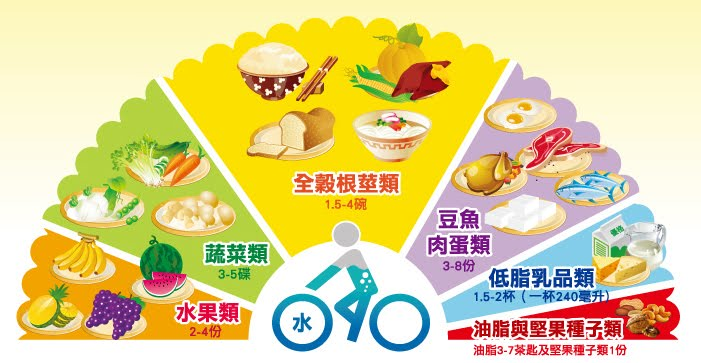 全穀根莖類
1.5-4碗
豆魚
肉蛋類
3-8份
蔬菜類
3-5碟
低脂乳品類
1.5-2杯（一杯240毫升）
水果類
2-4份
水
油脂與堅果種子類
油脂3-7茶匙及堅果種子類1份